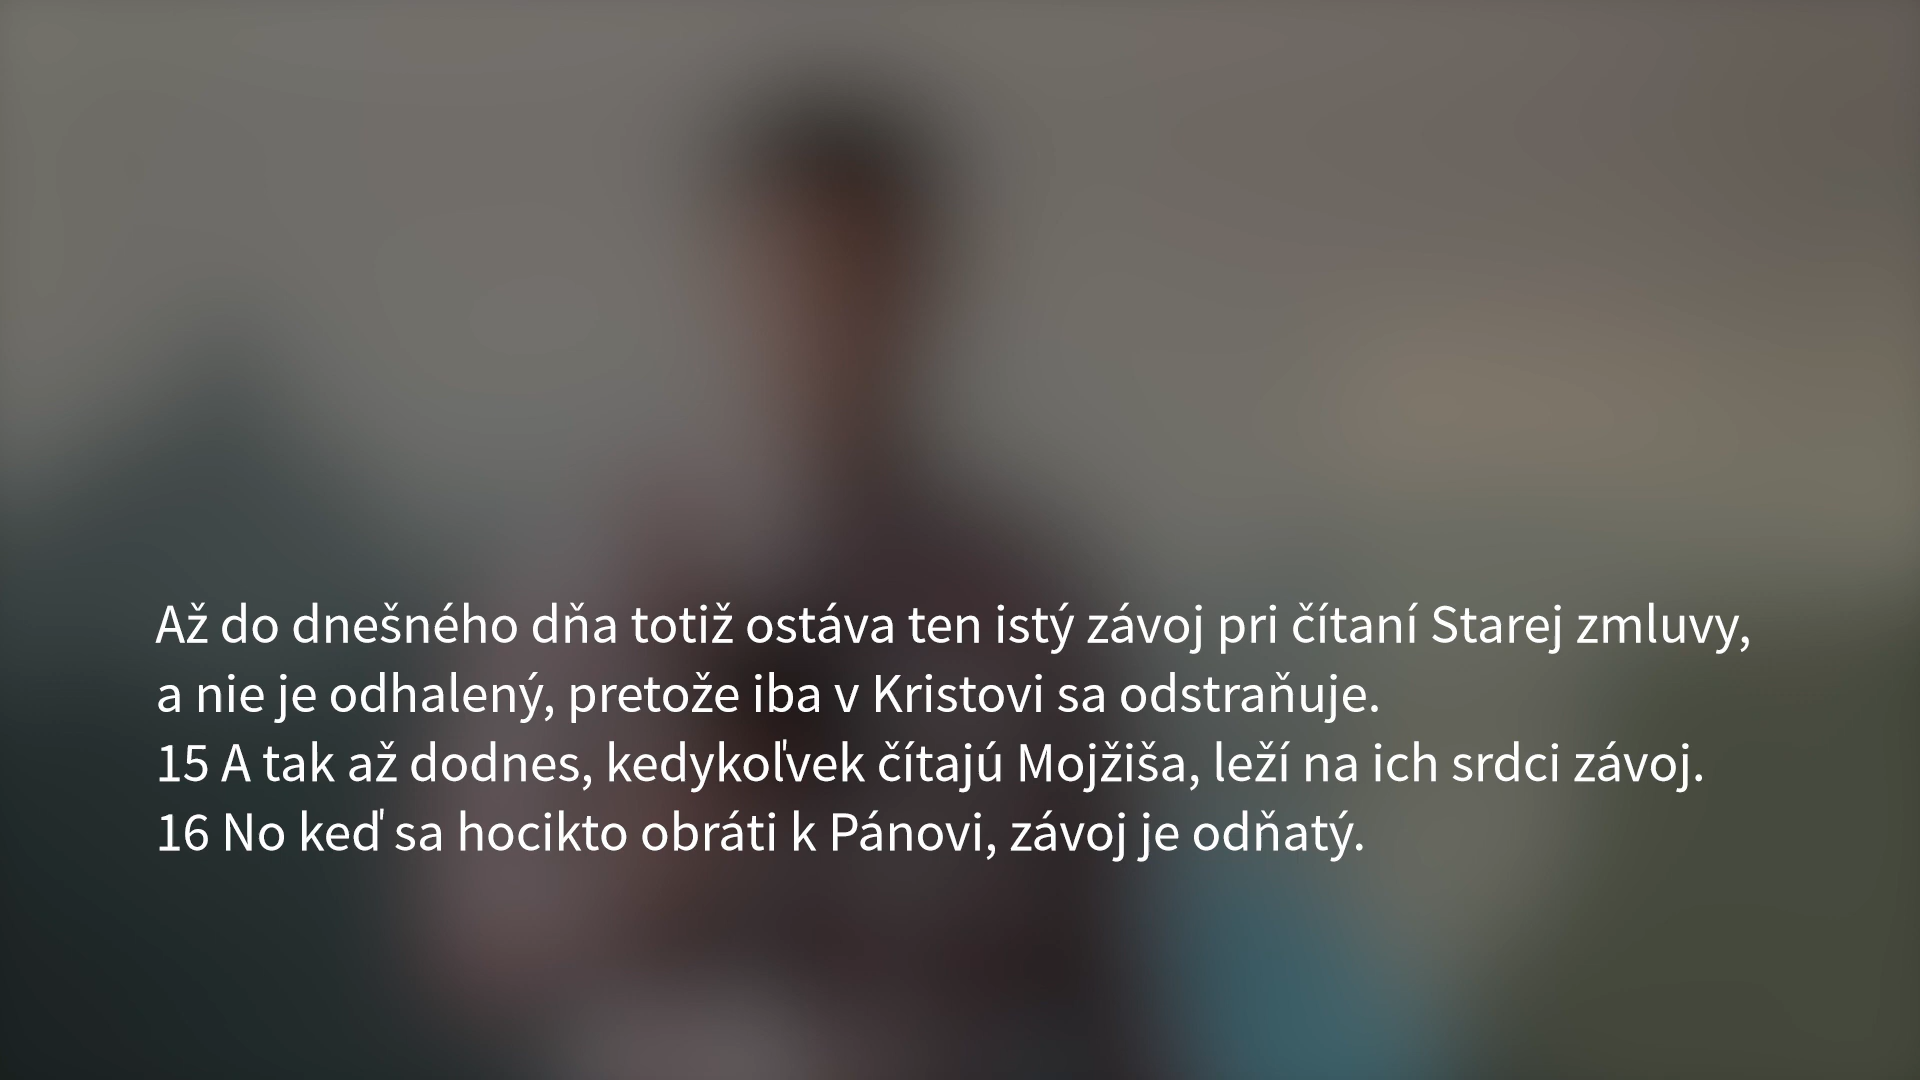 Až do dnešného dňa totiž ostáva ten istý závoj pri čítaní Starej zmluvy,
a nie je odhalený, pretože iba v Kristovi sa odstraňuje.
15 A tak až dodnes, kedykoľvek čítajú Mojžiša, leží na ich srdci závoj.
16 No keď sa hocikto obráti k Pánovi, závoj je odňatý.